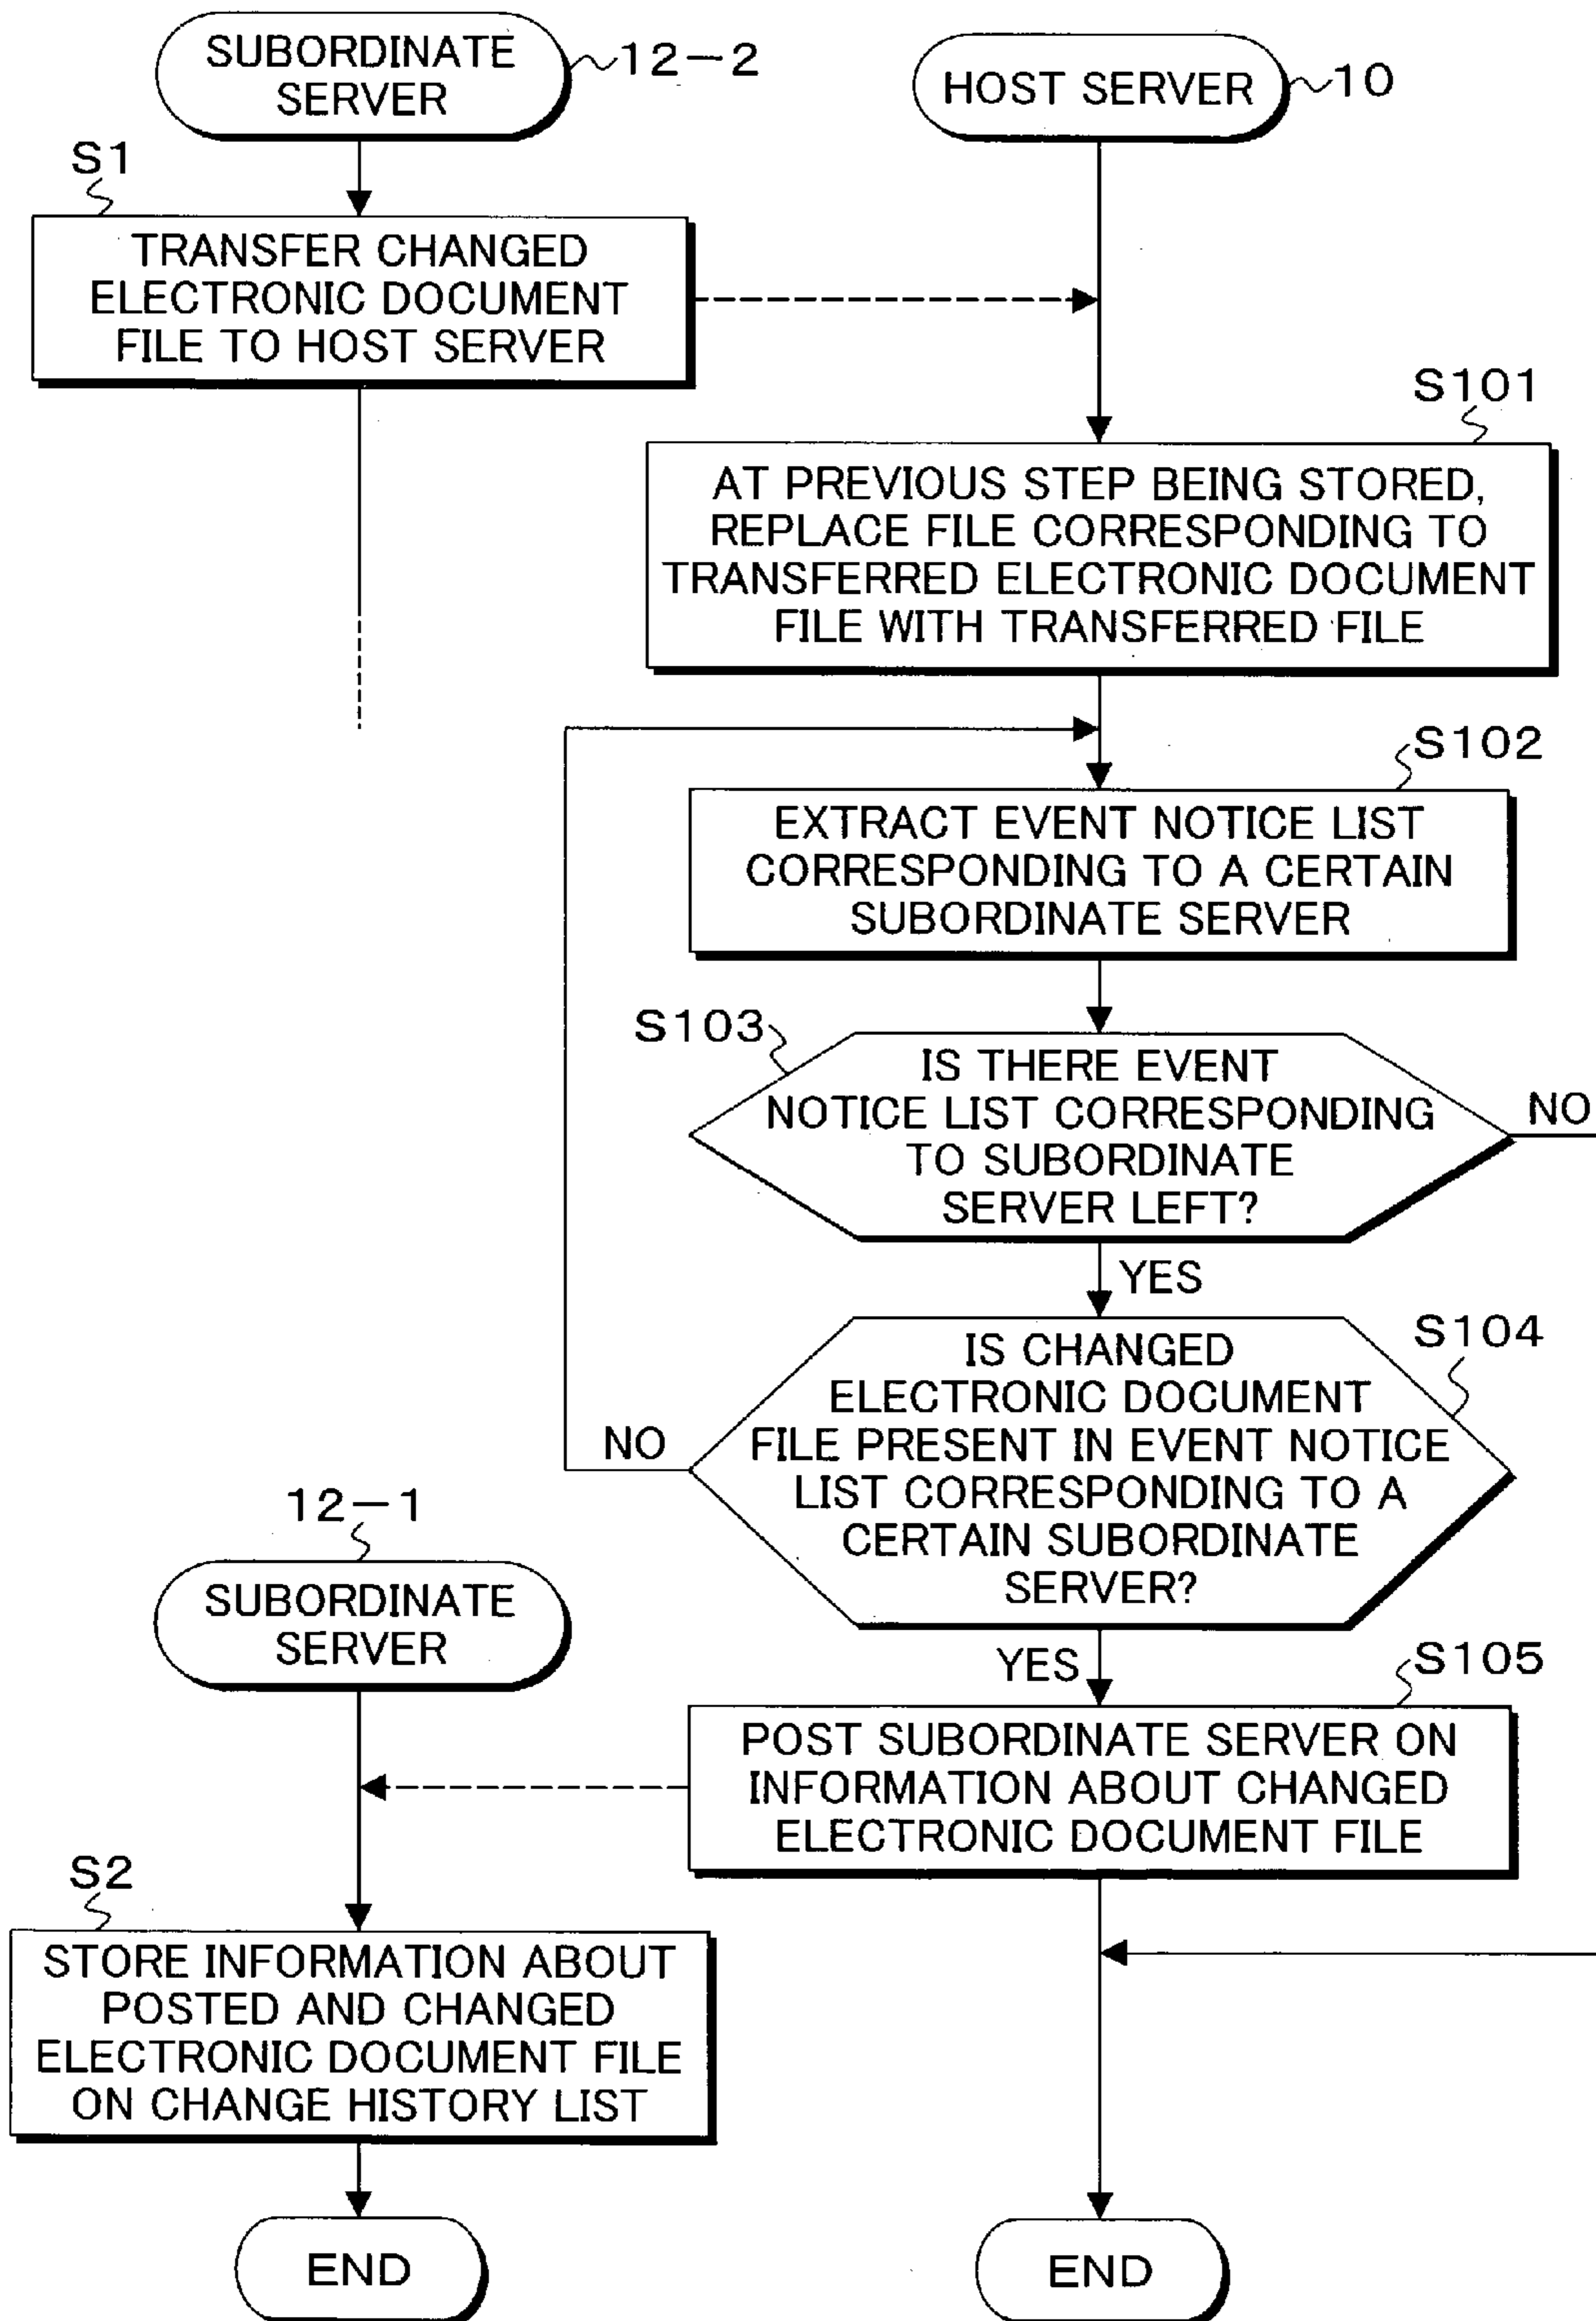 SUBORDINATE
SERVER
12-2
HOST SERVER
10
S1
TRANSFER CHANGED
ELECTRONIC DOCUMENT
FILE TO HOST SERVER
S101
AT PREVIOUS STEP BEING STORED,
REPLACE FILE CORRESPONDING TO
TRANSFERRED ELECTRONIC DOCUMENT
FILE WITH TRANSFERRED FILE
S102
EXTRACT EVENT NOTICE LIST
CORRESPONDING TO A CERTAIN
SUBORDINATE SERVER
S103
IS THERE EVENT
NOTICE LIST CORRESPONDING
TO SUBORDINATE
SERVER LEFT?
NO
YES
S104
IS CHANGED
ELECTRONIC DOCUMENT
FILE PRESENT IN EVENT NOTICE
LIST CORRESPONDING TO A
CERTAIN SUBORDINATE
SERVER?
NO
YES
12-1
SUBORDINATE
SERVER
S105
POST SUBORDINATE SERVER ON
INFORMATION ABOUT CHANGED
ELECTRONIC DOCUMENT FILE
S2
STORE INFORMATION ABOUT
POSTED AND CHANGED
ELECTRONIC DOCUMENT FILE
ON CHANGE HISTORY LIST
END
END